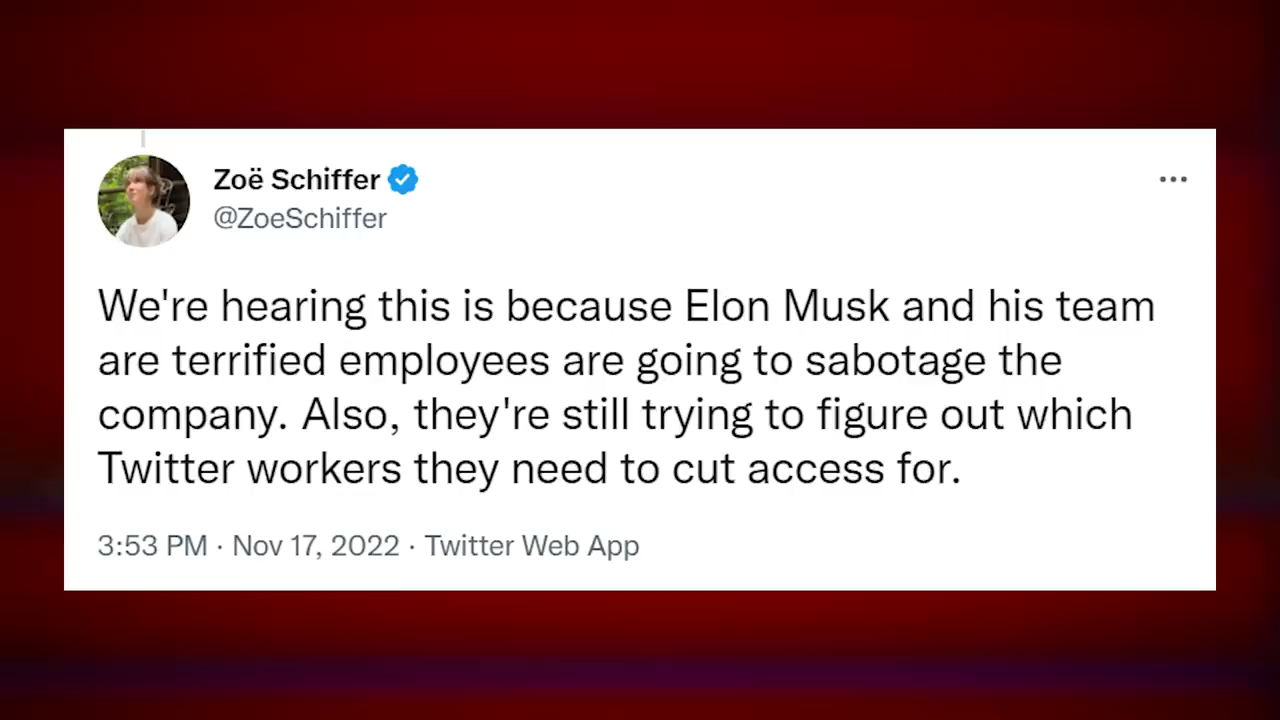 Zoë Schiffer
@ZoeSchiffer
We're hearing this is because Elon Musk and his team
are terrified employees are going to sabotage the
company. Also, they're still trying to figure out which
Twitter workers they need to cut access for.
3:53 PM · Nov 17, 2022 · Twitter Web App